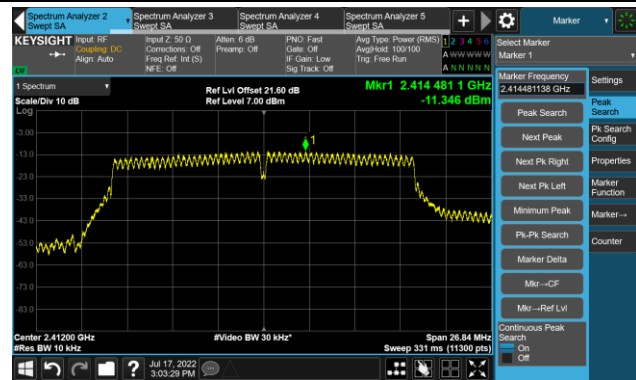 Spectrum Analyzer 2
Swept SA
Spectrum Analyzer 3
Swept SA
Spectrum Analyzer 4
Swept SA
Spectrum Analyzer 5
Swept SA
Marker
KEYSIGHT
Input: RF
Coupling: DC
Align: Auto
Input Z: 50 Ω
Corrections: Off
Freq Ref: Int (S)
NFE: Off
Atten: 6 dB
Preamp: Off
PNO: Fast
Gate: Off
IF Gain: Low
Sig Track: Off
Avg Type: Power (RMS)
Avg|Hold: 100/100
Trig: Free Run
1 2 3 4 5 6
A W W W W W
A N N N N N
Select Marker
Marker 1
LW
1 Spectrum
Scale/Div 10 dB
Log
Ref Lvl Offset 21.60 dB
Ref Level 7.00 dBm
Mkr1 2.414 481 1 GHz
-11.346 dBm
Marker Frequency
2.414481138 GHz
Settings
Peak Search
Peak
Search
Next Peak
Pk Search
Config
Next Pk Right
Properties
Next Pk Left
Marker
Function
Minimum Peak
Marker→
Pk-Pk Search
Counter
Marker Delta
Mkr→CF
Mkr→Ref Lvl
Continuous Peak
Search
On
Off
-3.00
-13.0
-23.0
-33.0
-43.0
-53.0
-63.0
-73.0
-83.0
1
Center 2.41200 GHz
#Res BW 10 kHz
#Video BW 30 kHz*
Span 26.84 MHz
Sweep 331 ms (11300 pts)
Jul 17, 2022
3:03:29 PM